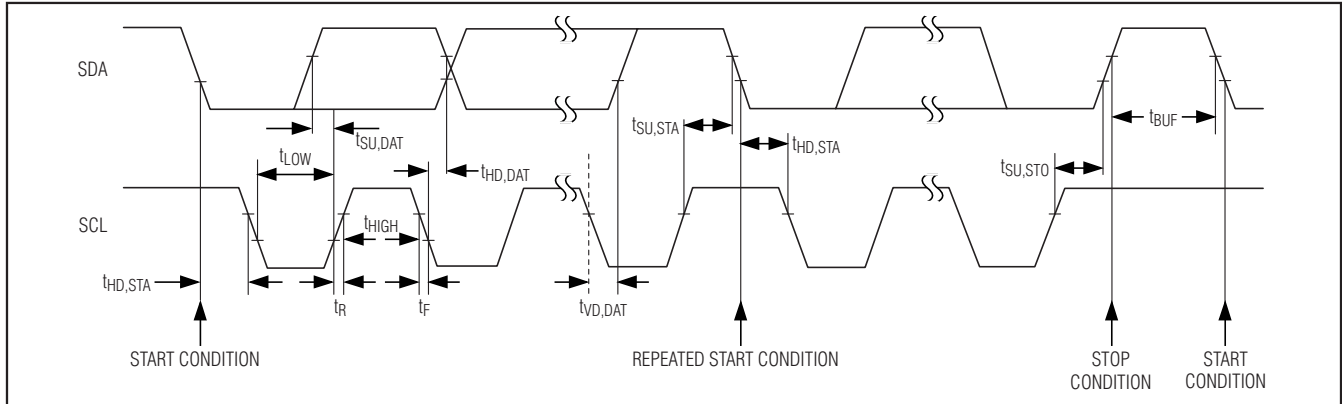 SDA
tSU,DAT
tLOW
tHD,DAT
tSU,STA
tHD,STA
tBUF
tSU,STO
SCL
tHIGH
tHD,STA
tR
tF
tVD,DAT
START CONDITION
REPEATED START CONDITION
STOP
CONDITION
START
CONDITION